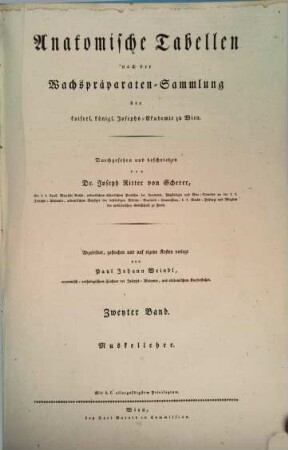 Anatomische Tabellen
nach der
Wachspräparaten-Sammlung
der
kaiserl. königl. Josephs-Akademie zu Wien.
Durchgesehen und beschrieben
von
Dr. Joseph Ritter von Scherer,
Gezeichnet, gestochen und auf eigene Kosten verlegt
von
Paul Johann Weindl,
Zweyter Band.
Muskellehre.
Mit k. k. allergnädigstem Privilegium.
Wien,
bey Carl Gerold in Commission.